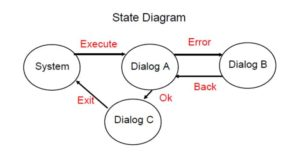 State Diagram
Execute
Error
System
Dialog A
Dialog B
Back
Exit
Ok
Dialog C